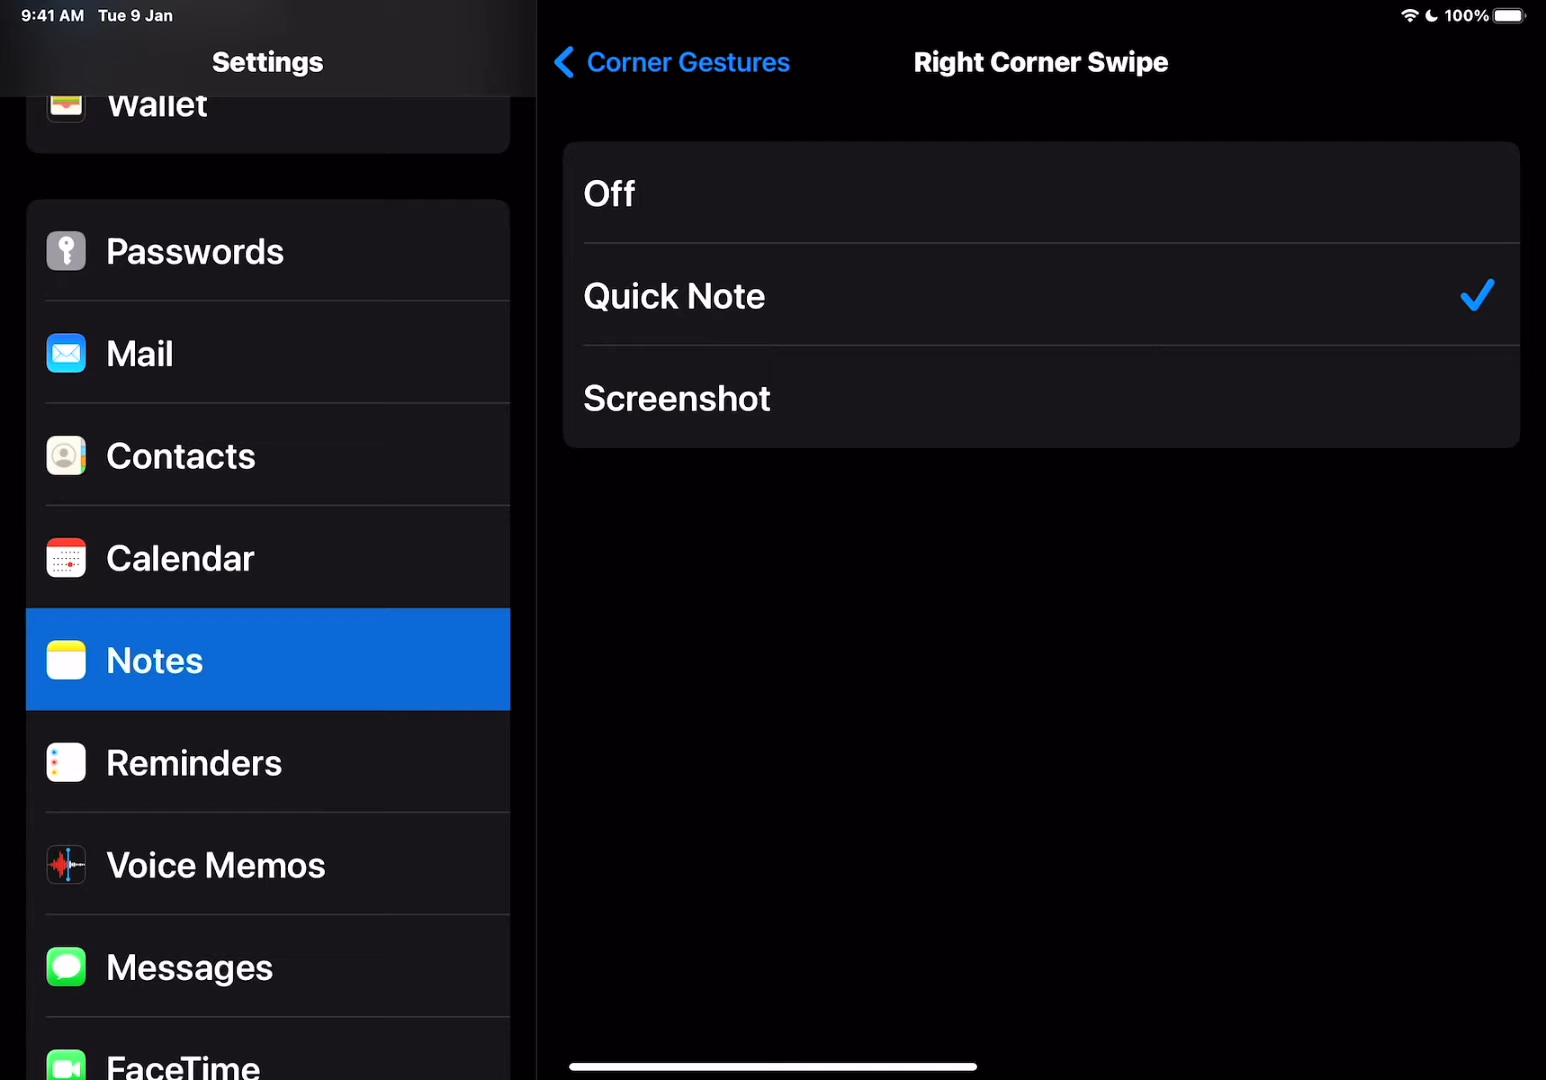 9:41 AM Tue 9 Jan
100%
Settings
Wallet
Passwords
Mail
Contacts
Calendar
Notes
Reminders
Voice Memos
Messages
FaceTime
Corner Gestures
Right Corner Swipe
Off
Quick Note
Screenshot